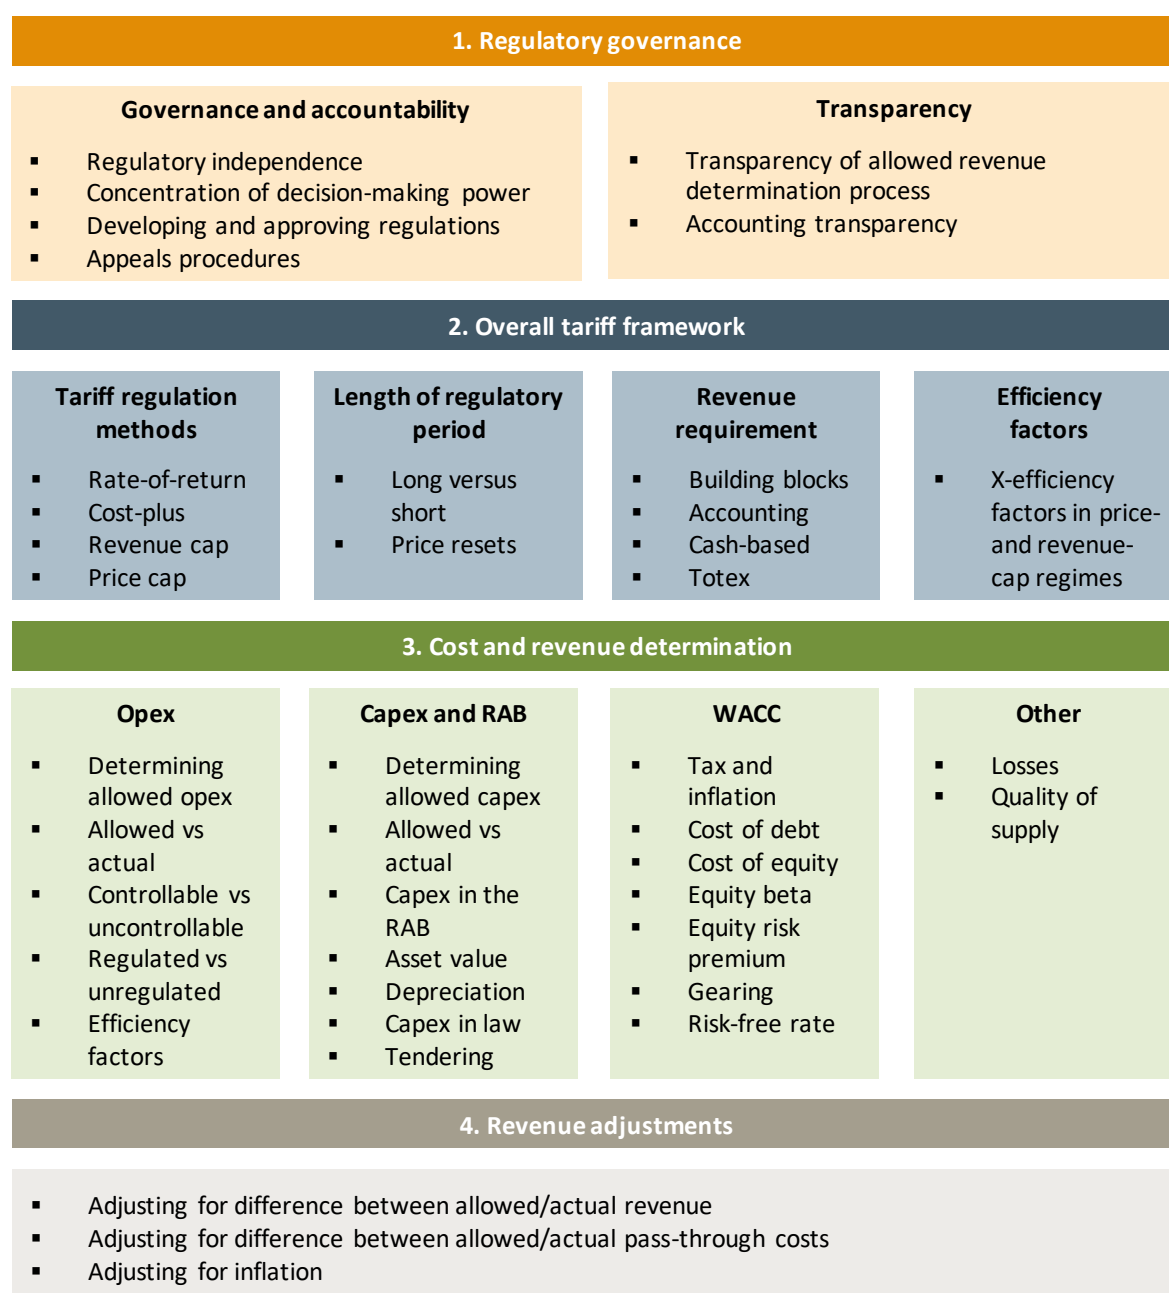 1. Regulatory governance
Governance and accountability
▪ Regulatory independence
▪ Concentration of decision-making power
▪ Developing and approving regulations
▪ Appeals procedures
Transparency
▪ Transparency of allowed revenue
determination process
▪ Accounting transparency
2. Overall tariff framework
Tariff regulation
methods
▪ Rate-of-return
▪ Cost-plus
▪ Revenue cap
▪ Price cap
Length of regulatory
period
▪ Long versus
short
▪ Price resets
Revenue
requirement
▪ Building blocks
▪ Accounting
▪ Cash-based
▪ Totex
Efficiency
factors
▪ X-efficiency
factors in price-
and revenue-
cap regimes
3. Cost and revenue determination
Opex
▪ Determining
allowed opex
▪ Allowed vs
actual
▪ Controllable vs
uncontrollable
▪ Regulated vs
unregulated
▪ Efficiency
factors
Capex and RAB
▪ Determining
allowed capex
▪ Allowed vs
actual
▪ Capex in the
RAB
▪ Asset value
▪ Depreciation
▪ Capex in law
▪ Tendering
WACC
▪ Tax and
inflation
▪ Cost of debt
▪ Cost of equity
▪ Equity beta
▪ Equity risk
premium
▪ Gearing
▪ Risk-free rate
Other
▪ Losses
▪ Quality of
supply
4. Revenue adjustments
▪ Adjusting for difference between allowed/actual revenue
▪ Adjusting for difference between allowed/actual pass-through costs
▪ Adjusting for inflation